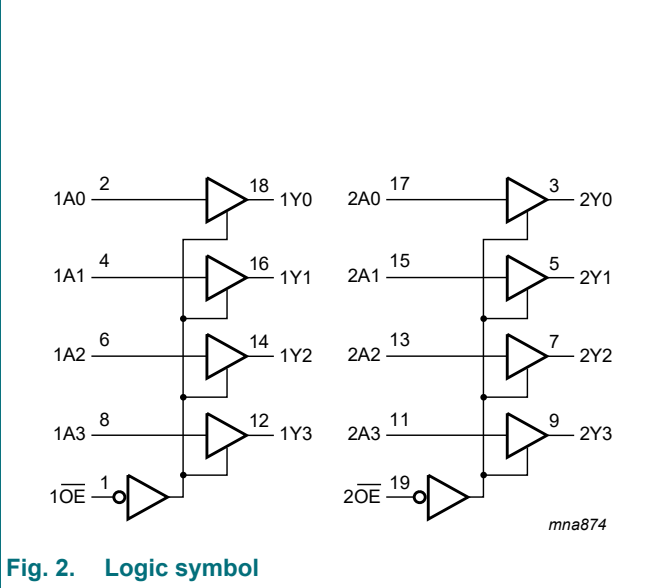 2 18 17 3
1A0 1Y0 2A0 2Y0
4 16 15 5
1A1 1Y1 2A1 2Y1
6 14 13 7
1A2 1Y2 2A2 2Y2
8 12 11 9
1A3 1Y3 2A3 2Y3
1 19
1O̅E̅ 2O̅E̅
mna874
Fig. 2. Logic symbol